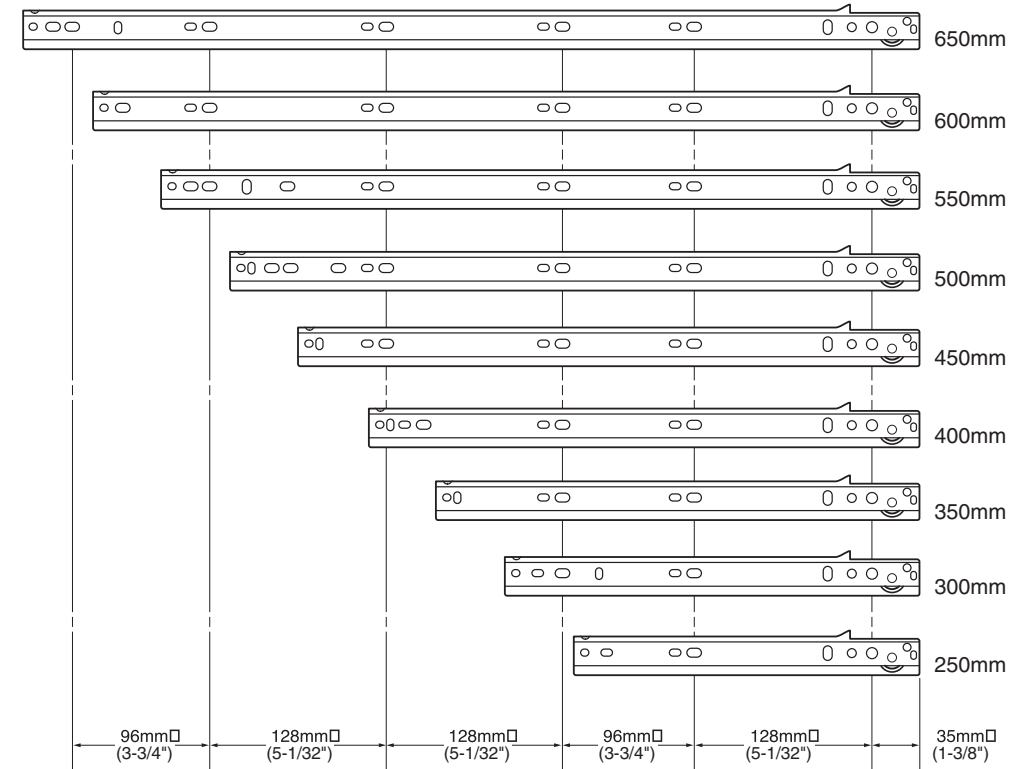 650mm
600mm
550mm
500mm
450mm
400mm
350mm
300mm
250mm
96mm□ 128mm□ 128mm□ 96mm□ 128mm□ 35mm□
(3-3/4") (5-1/32") (5-1/32") (3-3/4") (5-1/32") (1-3/8")